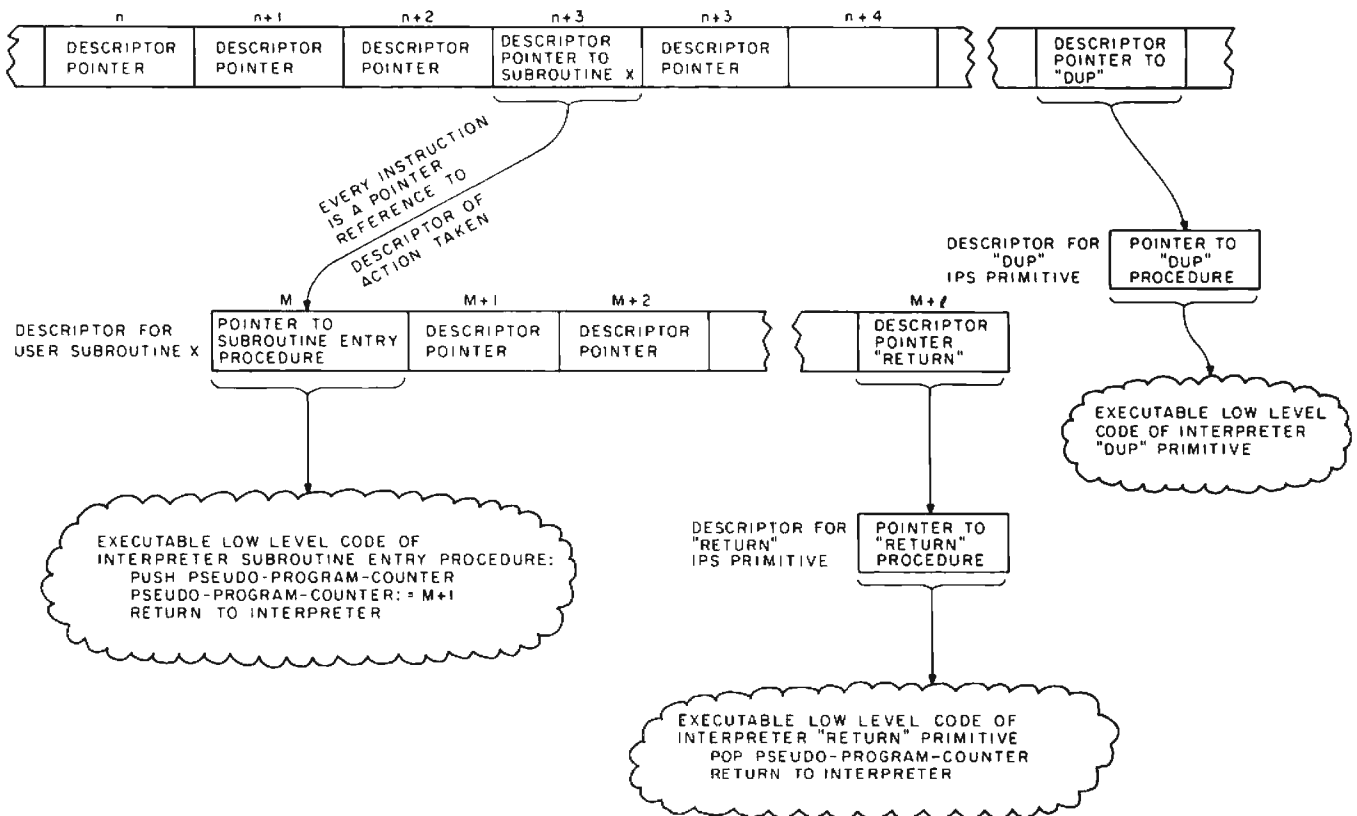 n n+1 n+2 n+3 n+3 n+4
DESCRIPTOR
POINTER
DESCRIPTOR
POINTER
DESCRIPTOR
POINTER
DESCRIPTOR
POINTER TO
SUBROUTINE X
DESCRIPTOR
POINTER
DESCRIPTOR
POINTER TO
"DUP"
EVERY INSTRUCTION
IS A POINTER
REFERENCE TO
DESCRIPTOR OF
ACTION TAKEN
DESCRIPTOR FOR
"DUP"
IPS PRIMITIVE
POINTER TO
"DUP"
PROCEDURE
M M+1 M+2 M+ℓ
DESCRIPTOR FOR
USER SUBROUTINE X
POINTER TO
SUBROUTINE ENTRY
PROCEDURE
DESCRIPTOR
POINTER
DESCRIPTOR
POINTER
DESCRIPTOR
POINTER
"RETURN"
EXECUTABLE LOW LEVEL
CODE OF INTERPRETER
"DUP" PRIMITIVE
EXECUTABLE LOW LEVEL CODE OF
INTERPRETER SUBROUTINE ENTRY PROCEDURE:
PUSH PSEUDO-PROGRAM-COUNTER
PSEUDO-PROGRAM-COUNTER:=M+1
RETURN TO INTERPRETER
DESCRIPTOR FOR
"RETURN"
IPS PRIMITIVE
POINTER TO
"RETURN"
PROCEDURE
EXECUTABLE LOW LEVEL CODE OF
INTERPRETER "RETURN" PRIMITIVE
POP PSEUDO-PROGRAM-COUNTER
RETURN TO INTERPRETER